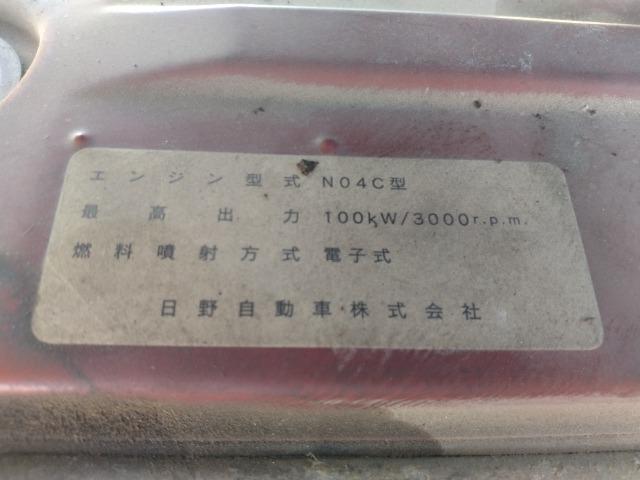 エンジン型式 N04C型
最高出力 100kW/3000r.p.m.
燃料噴射方式 電子式
日野自動車株式会社